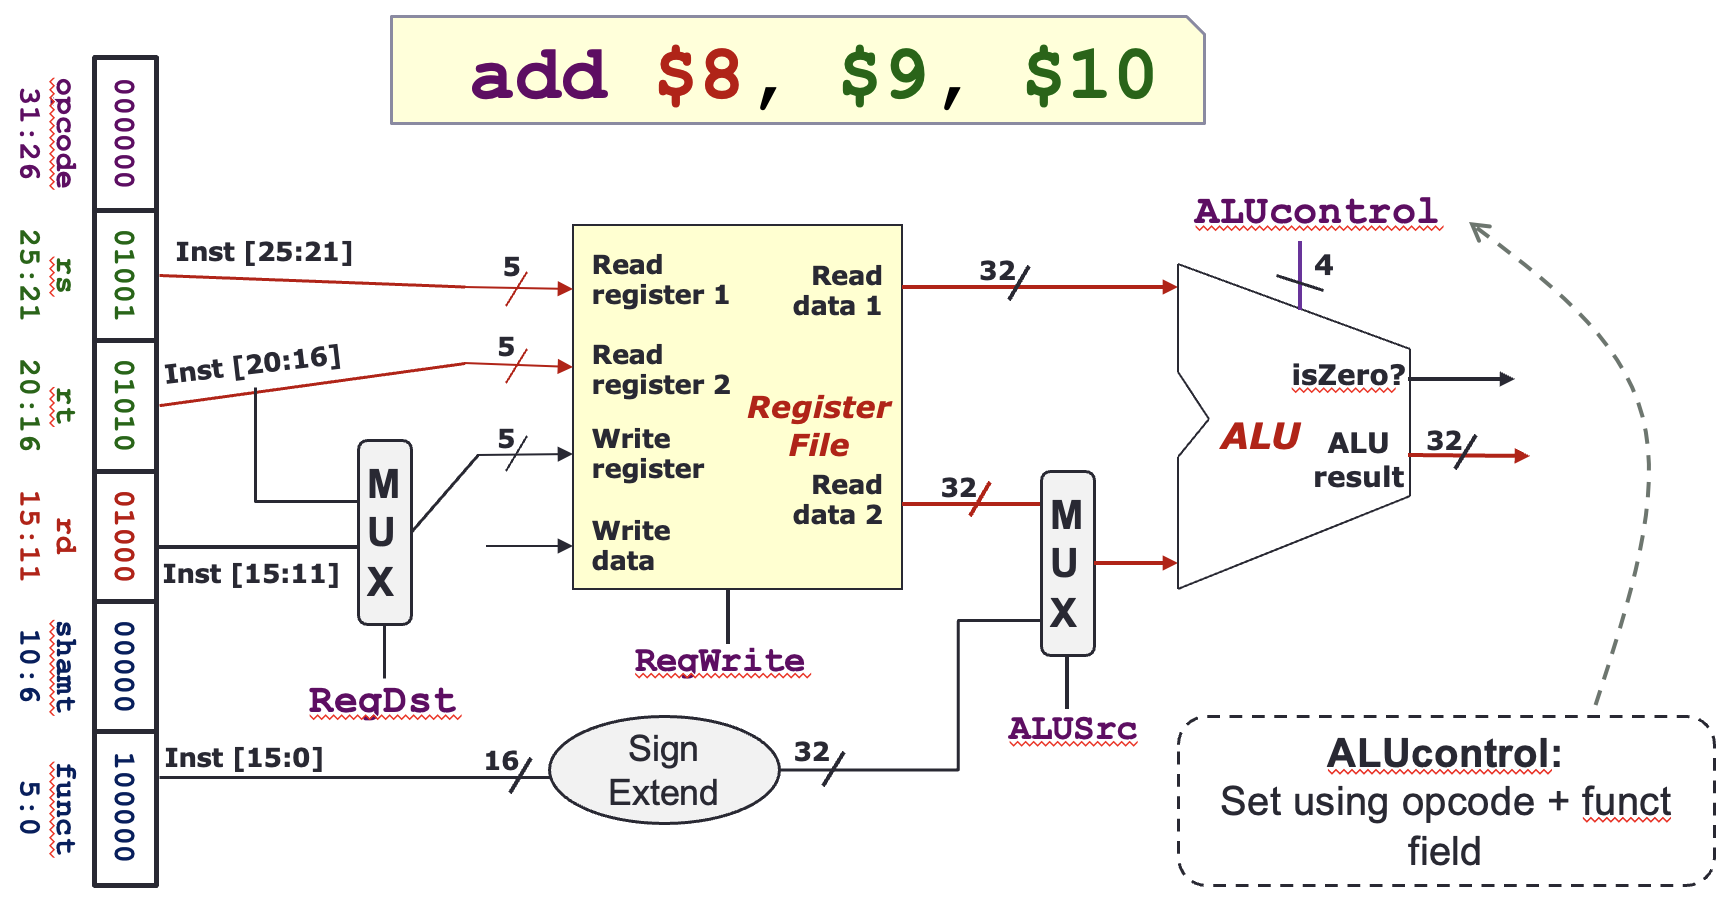 add $8, $9, $10
opcode
31:26
000000
rs
25:21
01001
rt
20:16
01010
rd
15:11
01000
shamt
10:6
00000
funct
5:0
100000
Inst [25:21]
5
Inst [20:16]
5
5
Inst [15:11]
M
U
X
RegDst
Inst [15:0]
16
Sign
Extend
32
Read
register 1
Read
register 2
Write
register
Write
data
Read
data 1
Register
File
Read
data 2
RegWrite
32
32
M
U
X
ALUSrc
ALUcontrol
4
isZero?
ALU
ALU
result
32
ALUcontrol:
Set using opcode + funct
field